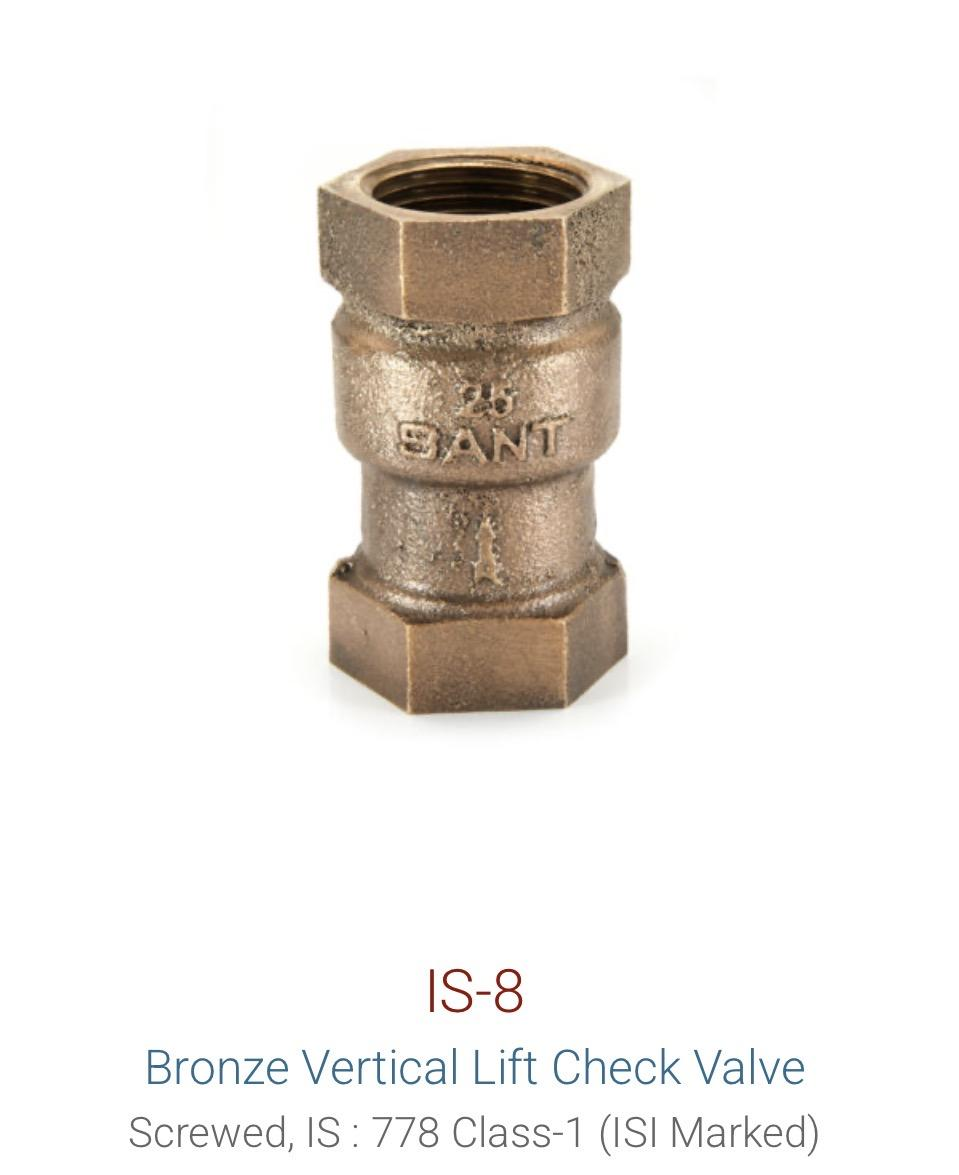 25
SANT
IS-8
Bronze Vertical Lift Check Valve
Screwed, IS : 778 Class-1 (ISI Marked)